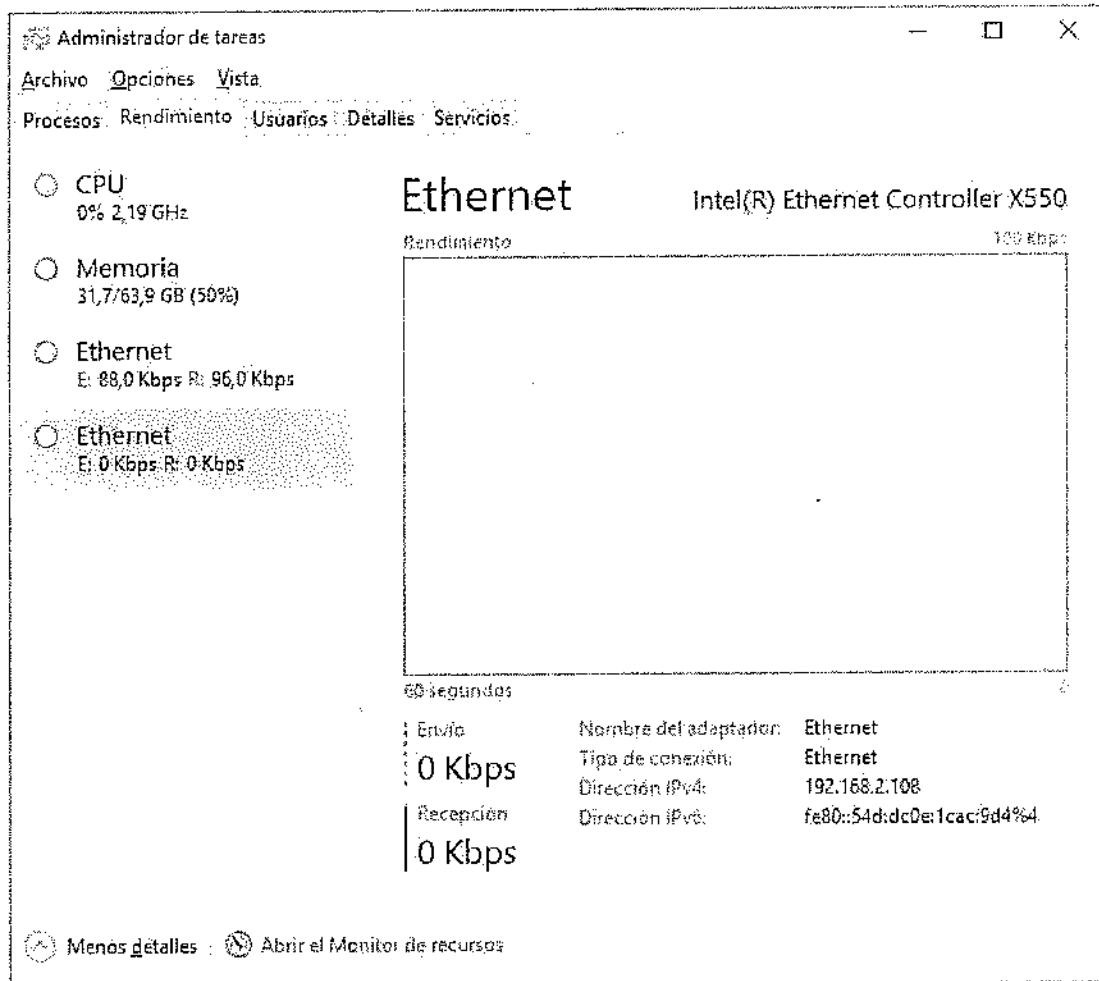 Administrador de tareas
Archivo Opciones Vista
Procesos Rendimiento Usuarios Detalles Servicios
CPU
0% 2,19 GHz
Memoria
31,7/63,9 GB (50%)
Ethernet
E: 88,0 Kbps R: 96,0 Kbps
Ethernet
E: 0 Kbps R: 0 Kbps
Ethernet
Intel(R) Ethernet Controller X550
Rendimiento
100 Kbps
60 segundos
0
Envío
0 Kbps
Recepción
0 Kbps
Nombre del adaptador: Ethernet
Tipo de conexión: Ethernet
Dirección IPv4: 192.168.2.108
Dirección IPv6: fe80::54d:dc0e:1cac:9d4%4
Menos detalles
Abrir el Monitor de recursos